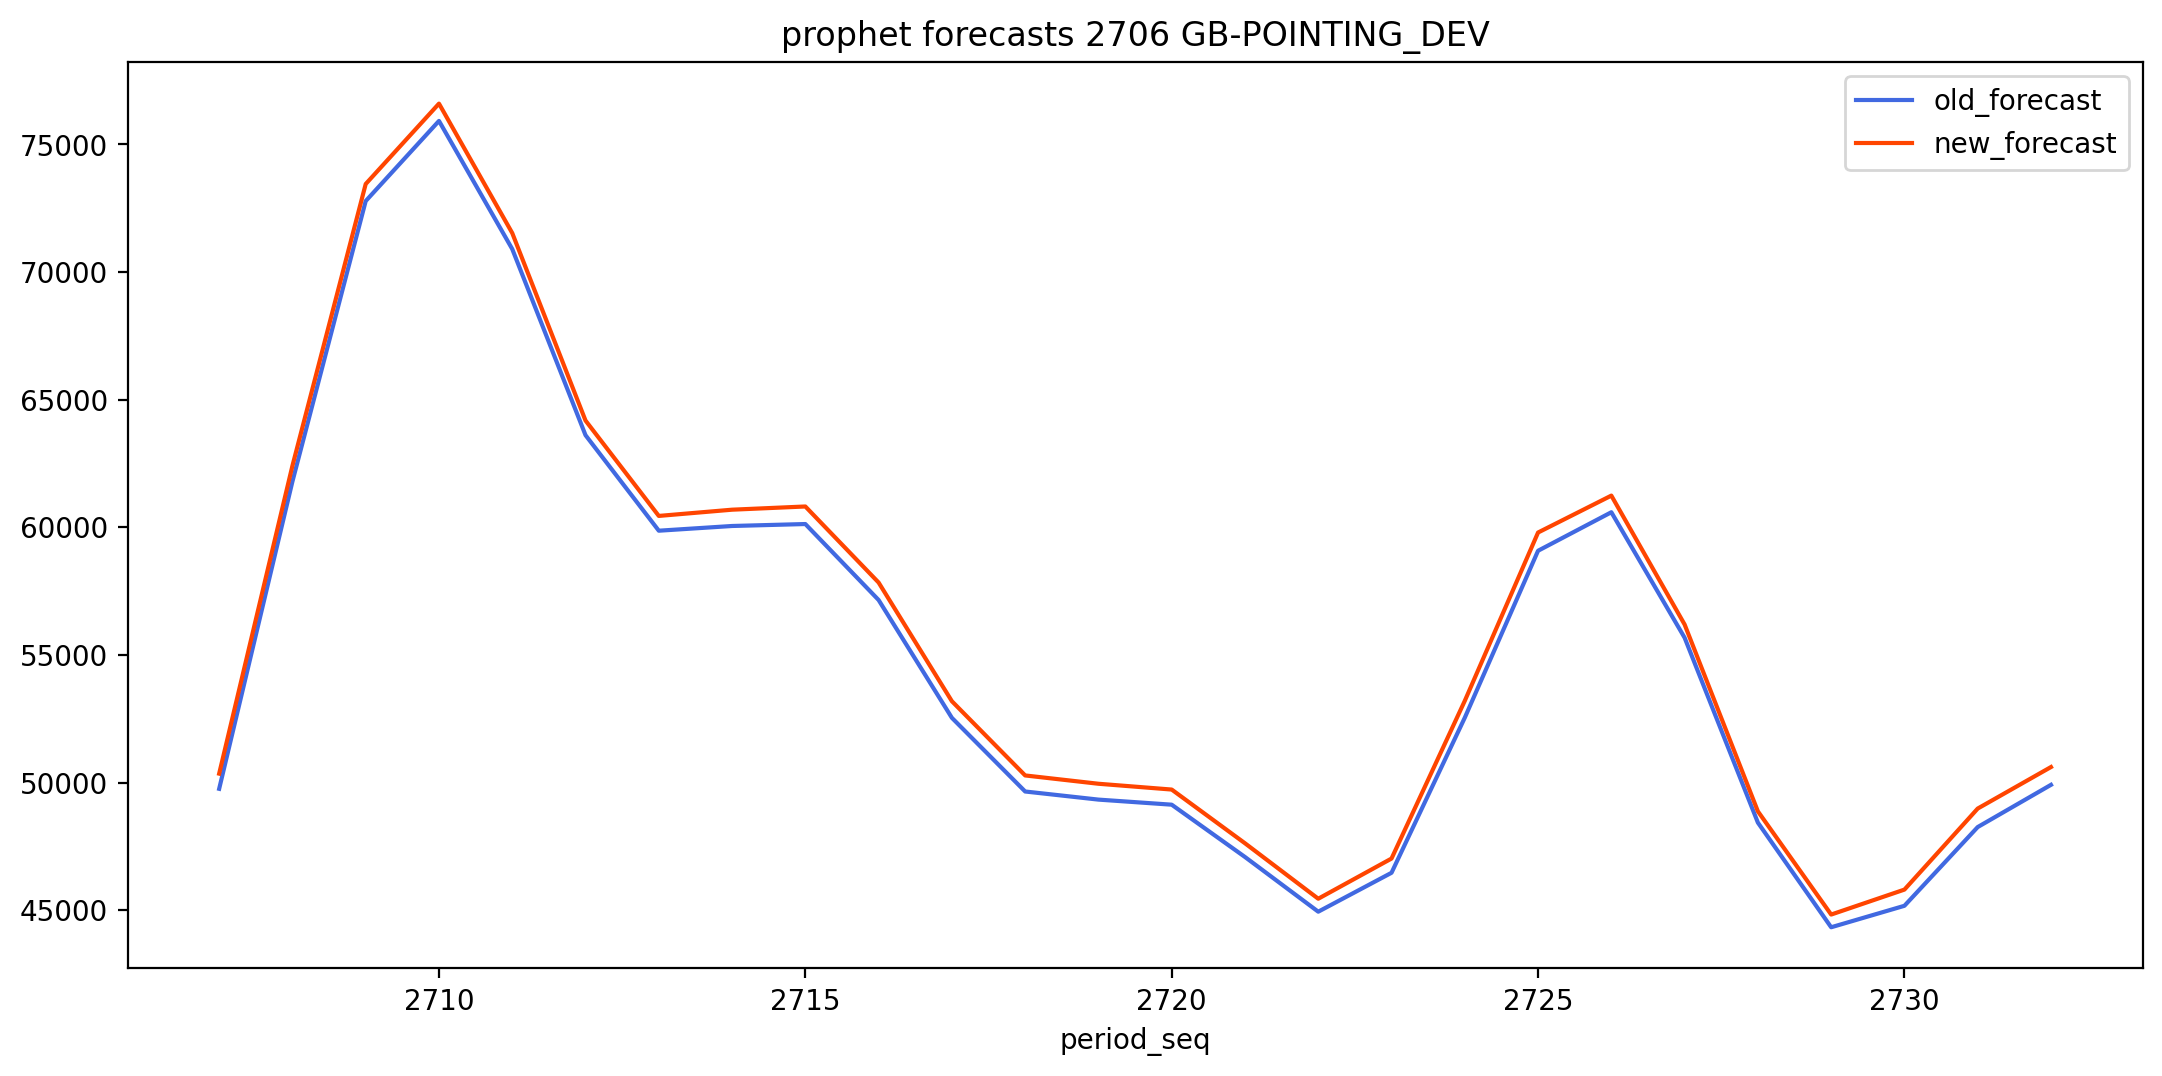 prophet forecasts 2706 GB-POINTING_DEV
old_forecast
new_forecast
75000
70000
65000
60000
55000
50000
45000
2710 2715 2720 2725 2730
period_seq